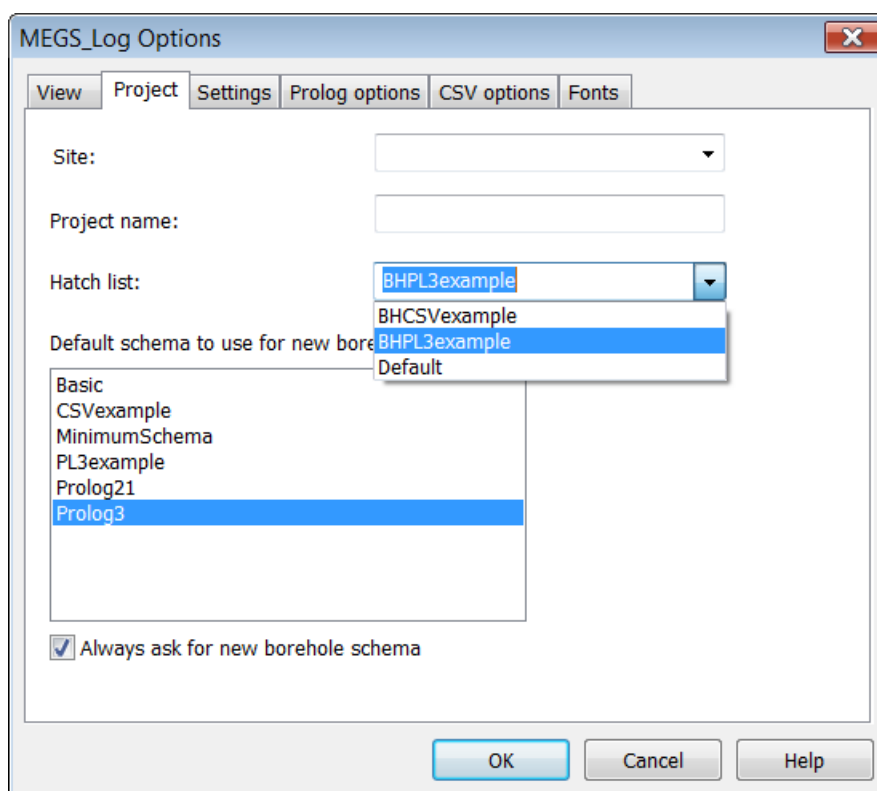 MEGS_Log Options
View Project Settings Prolog options CSV options Fonts
Site:
Project name:
Hatch list: BHPL3example
BHCSVexample
BHPL3example
Default
Default schema to use for new bore
Basic
CSVexample
MinimumSchema
PL3example
Prolog21
Prolog3
Always ask for new borehole schema
OK Cancel Help